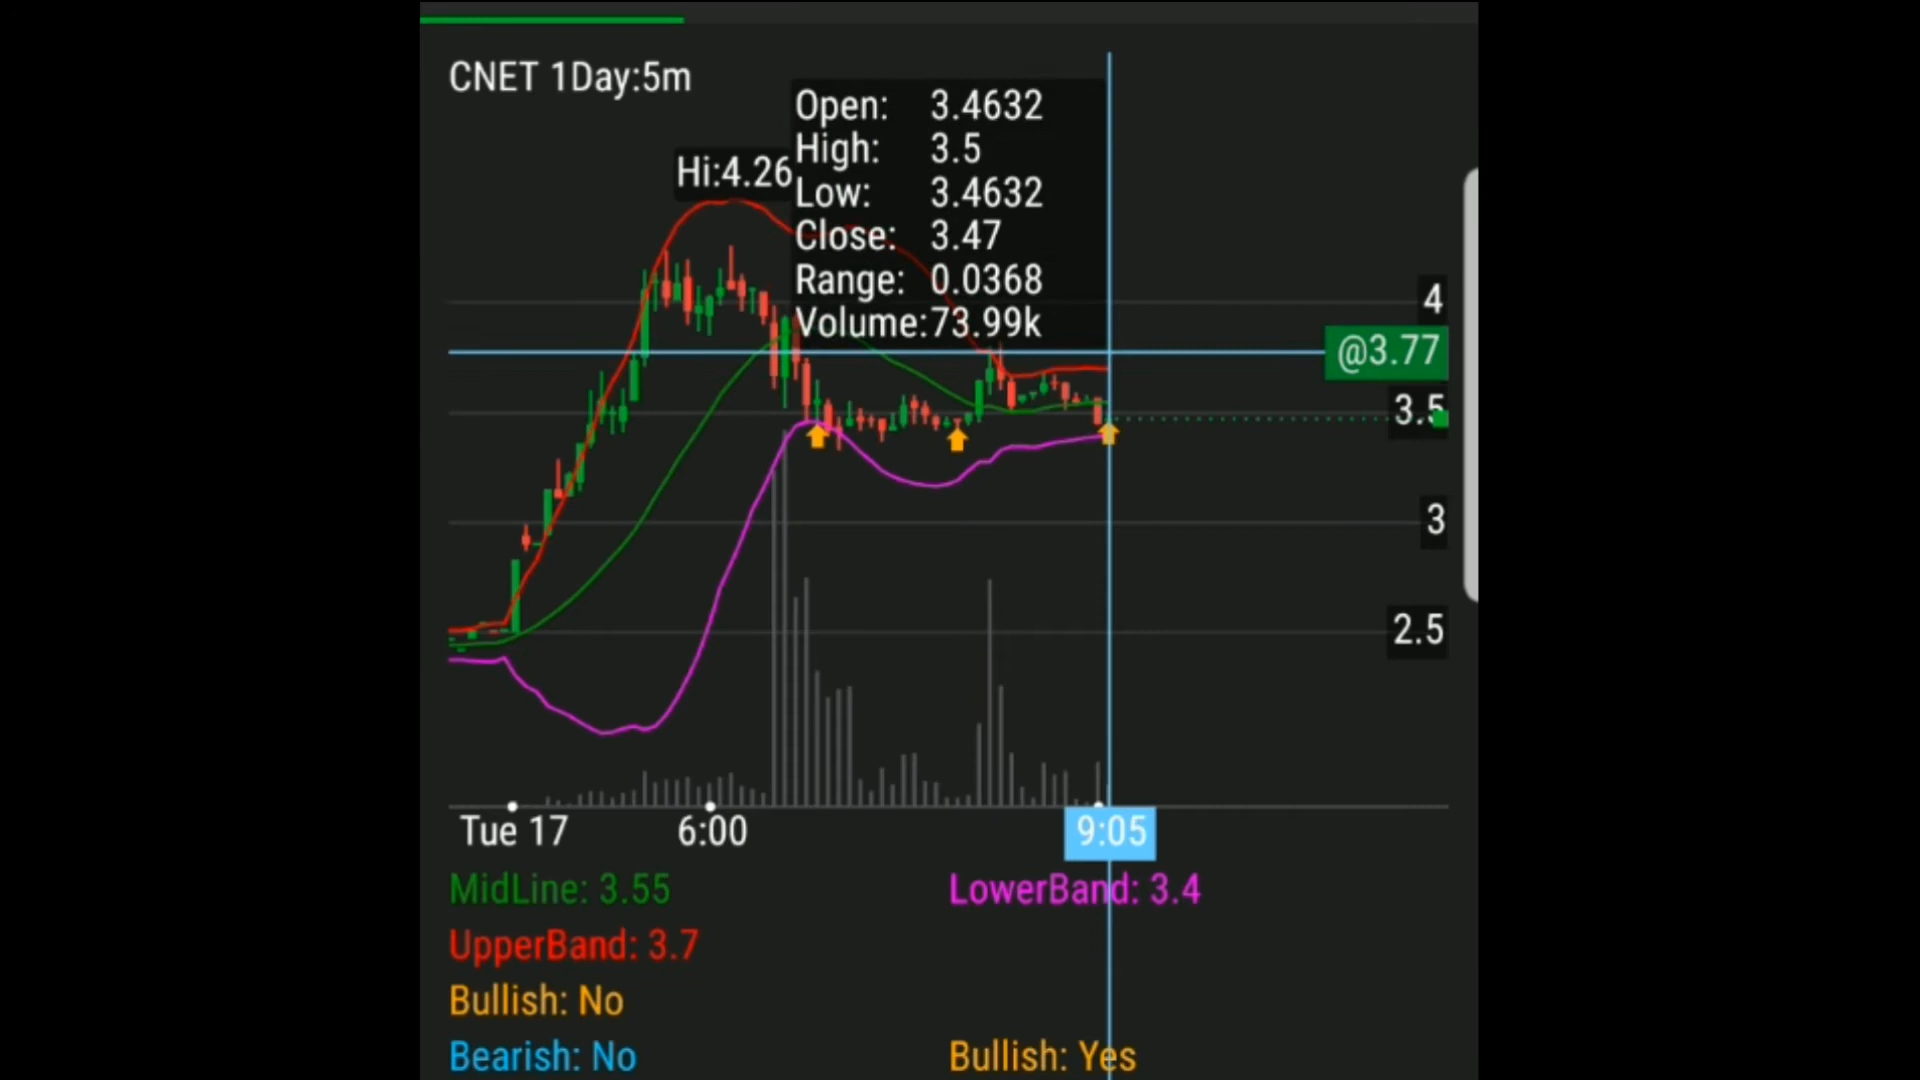 CNET 1Day:5m
Open: 3.4632
High: 3.5
Hi:4.26
Low: 3.4632
Close: 3.47
Range: 0.0368
Volume:73.99k
4
@3.77
3.5
3
2.5
Tue 17 6:00 9:05
MidLine: 3.55 LowerBand: 3.4
UpperBand: 3.7
Bullish: No
Bearish: No Bullish: Yes